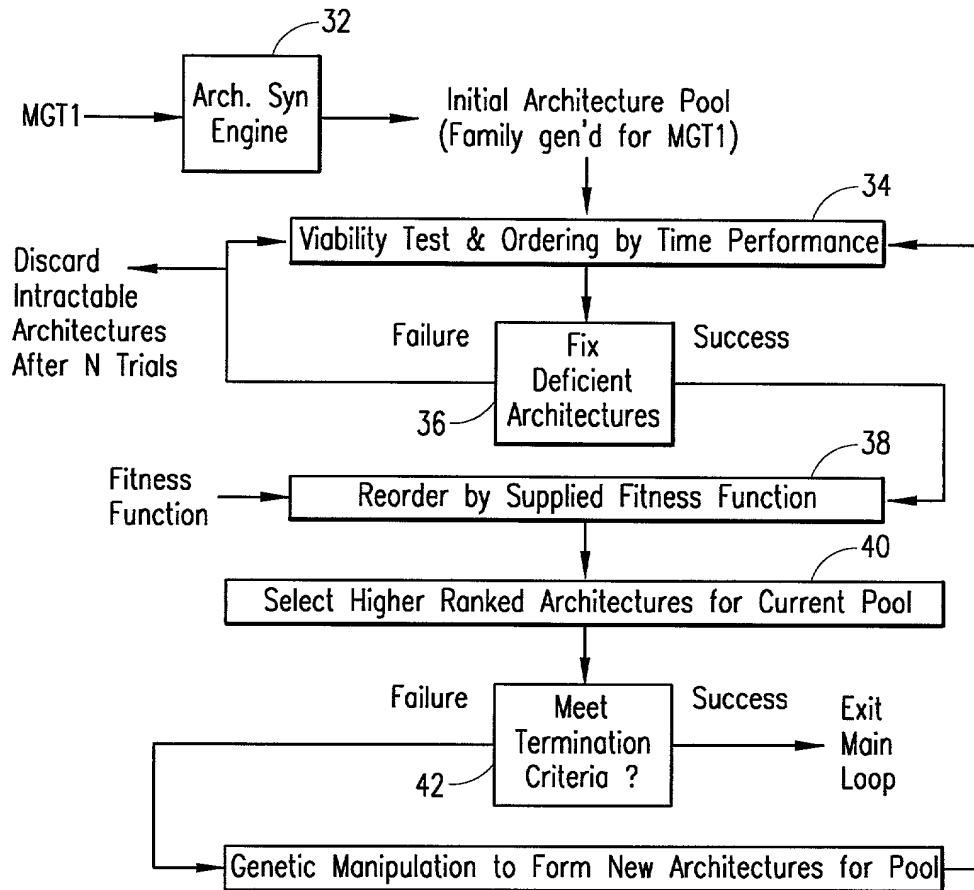 32
MGT1
Arch. Syn
Engine
Initial Architecture Pool
(Family gen'd for MGT1)
34
Viability Test & Ordering by Time Performance
Discard
Intractable
Architectures
After N Trials
Failure
Fix
Deficient
Architectures
Success
36
38
Fitness
Function
Reorder by Supplied Fitness Function
40
Select Higher Ranked Architectures for Current Pool
Failure
Meet
Termination
Criteria ?
Success
Exit
Main
Loop
42
Genetic Manipulation to Form New Architectures for Pool